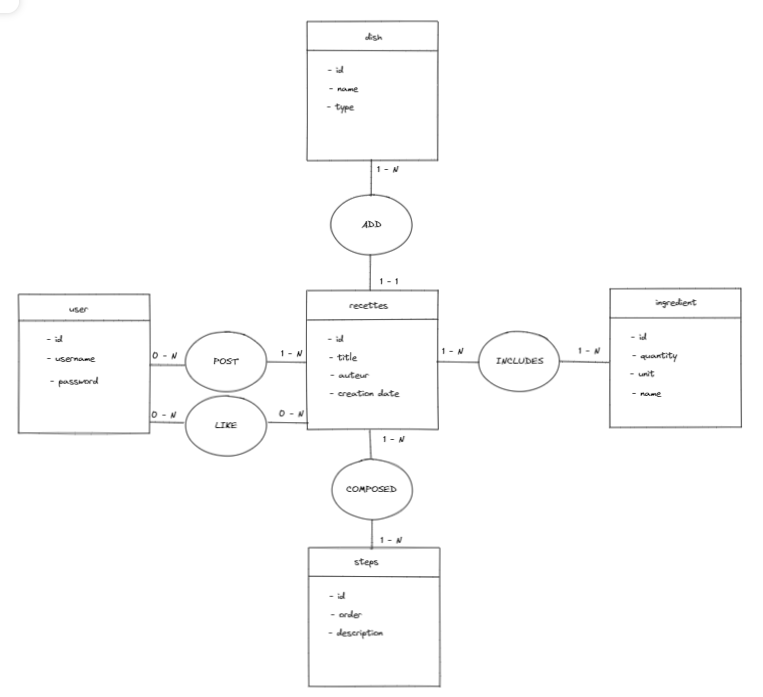 dish
- id
- name
- type
1 - N
ADD
1 - 1
user
- id
- username
- password
0 - N
POST
1 - N
0 - N
LIKE
0 - N
recettes
- id
- title
- auteur
- creation date
1 - N
INCLUDES
1 - N
ingredient
- id
- quantity
- unit
- name
1 - N
COMPOSED
1 - N
steps
- id
- order
- description